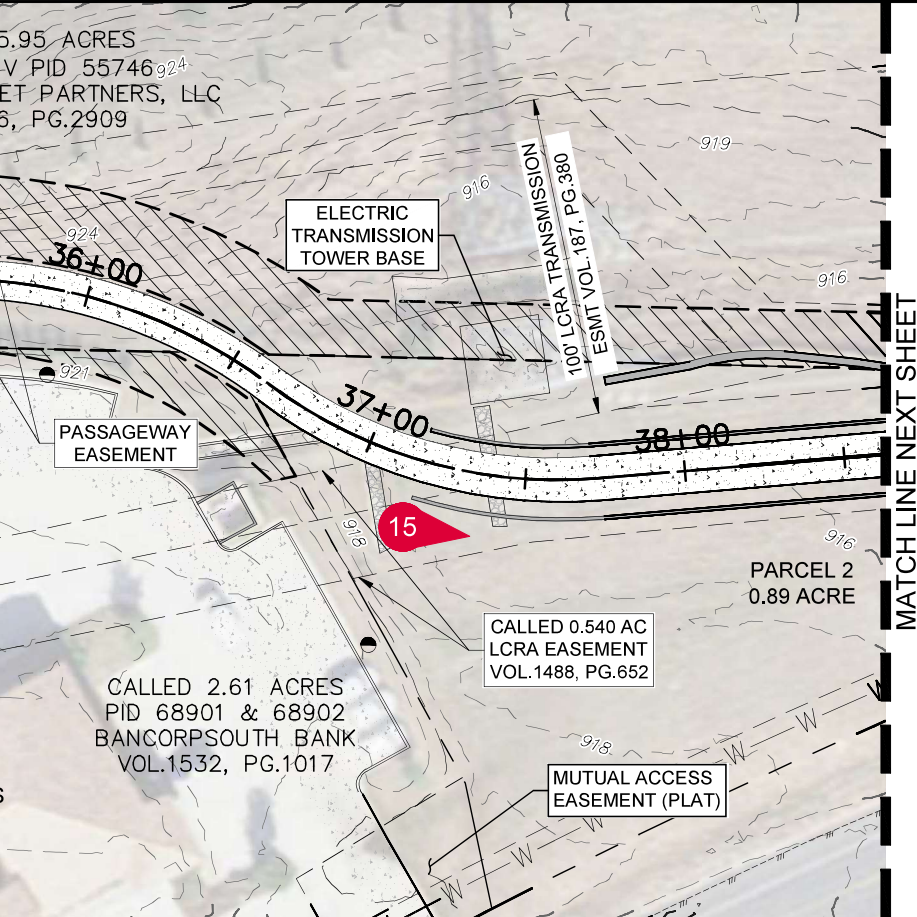 5.95 ACRES
V PID 55746
ET PARTNERS, LLC
6, PG.2909
924
919
916
ELECTRIC
TRANSMISSION
TOWER BASE
100' LCRA TRANSMISSION
ESMT VOL.187, PG.380
924
36+00
916
921
37+00
38+00
PASSAGEWAY
EASEMENT
MATCH LINE NEXT SHEET
15
918
916
PARCEL 2
0.89 ACRE
CALLED 0.540 AC
LCRA EASEMENT
VOL.1488, PG.652
CALLED 2.61 ACRES
PID 68901 & 68902
BANCORPSOUTH BANK
VOL.1532, PG.1017
918
W
W
W
MUTUAL ACCESS
EASEMENT (PLAT)
S
W
W
W